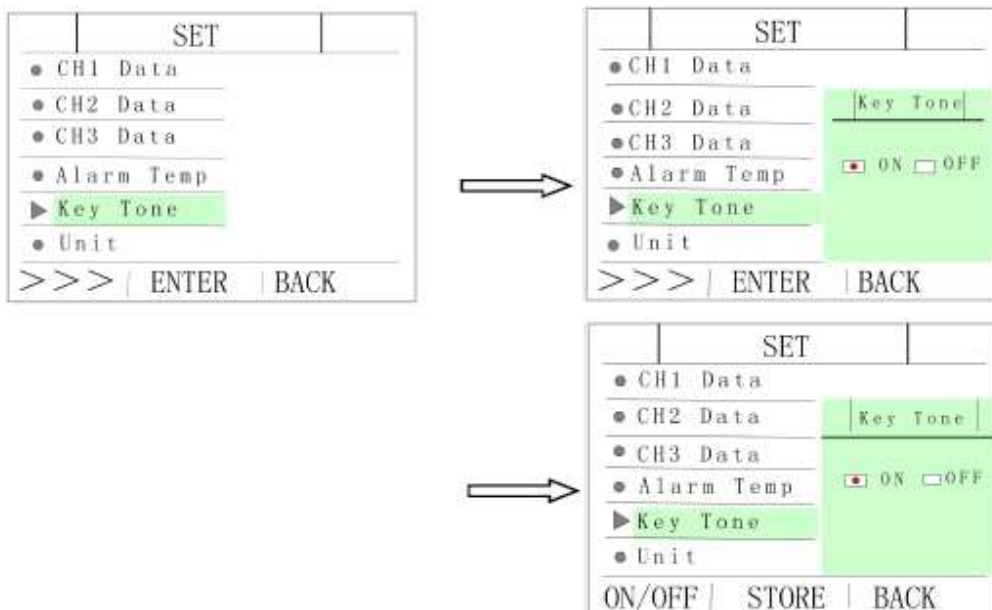 SET
CH1 Data
CH2 Data
CH3 Data
Alarm Temp
Key Tone
Unit
>>> | ENTER | BACK
SET
CH1 Data
CH2 Data
Key Tone
CH3 Data
ON OFF
Alarm Temp
Key Tone
Unit
>>> | ENTER | BACK
SET
CH1 Data
CH2 Data
Key Tone
CH3 Data
ON OFF
Alarm Temp
Key Tone
Unit
ON/OFF | STORE | BACK